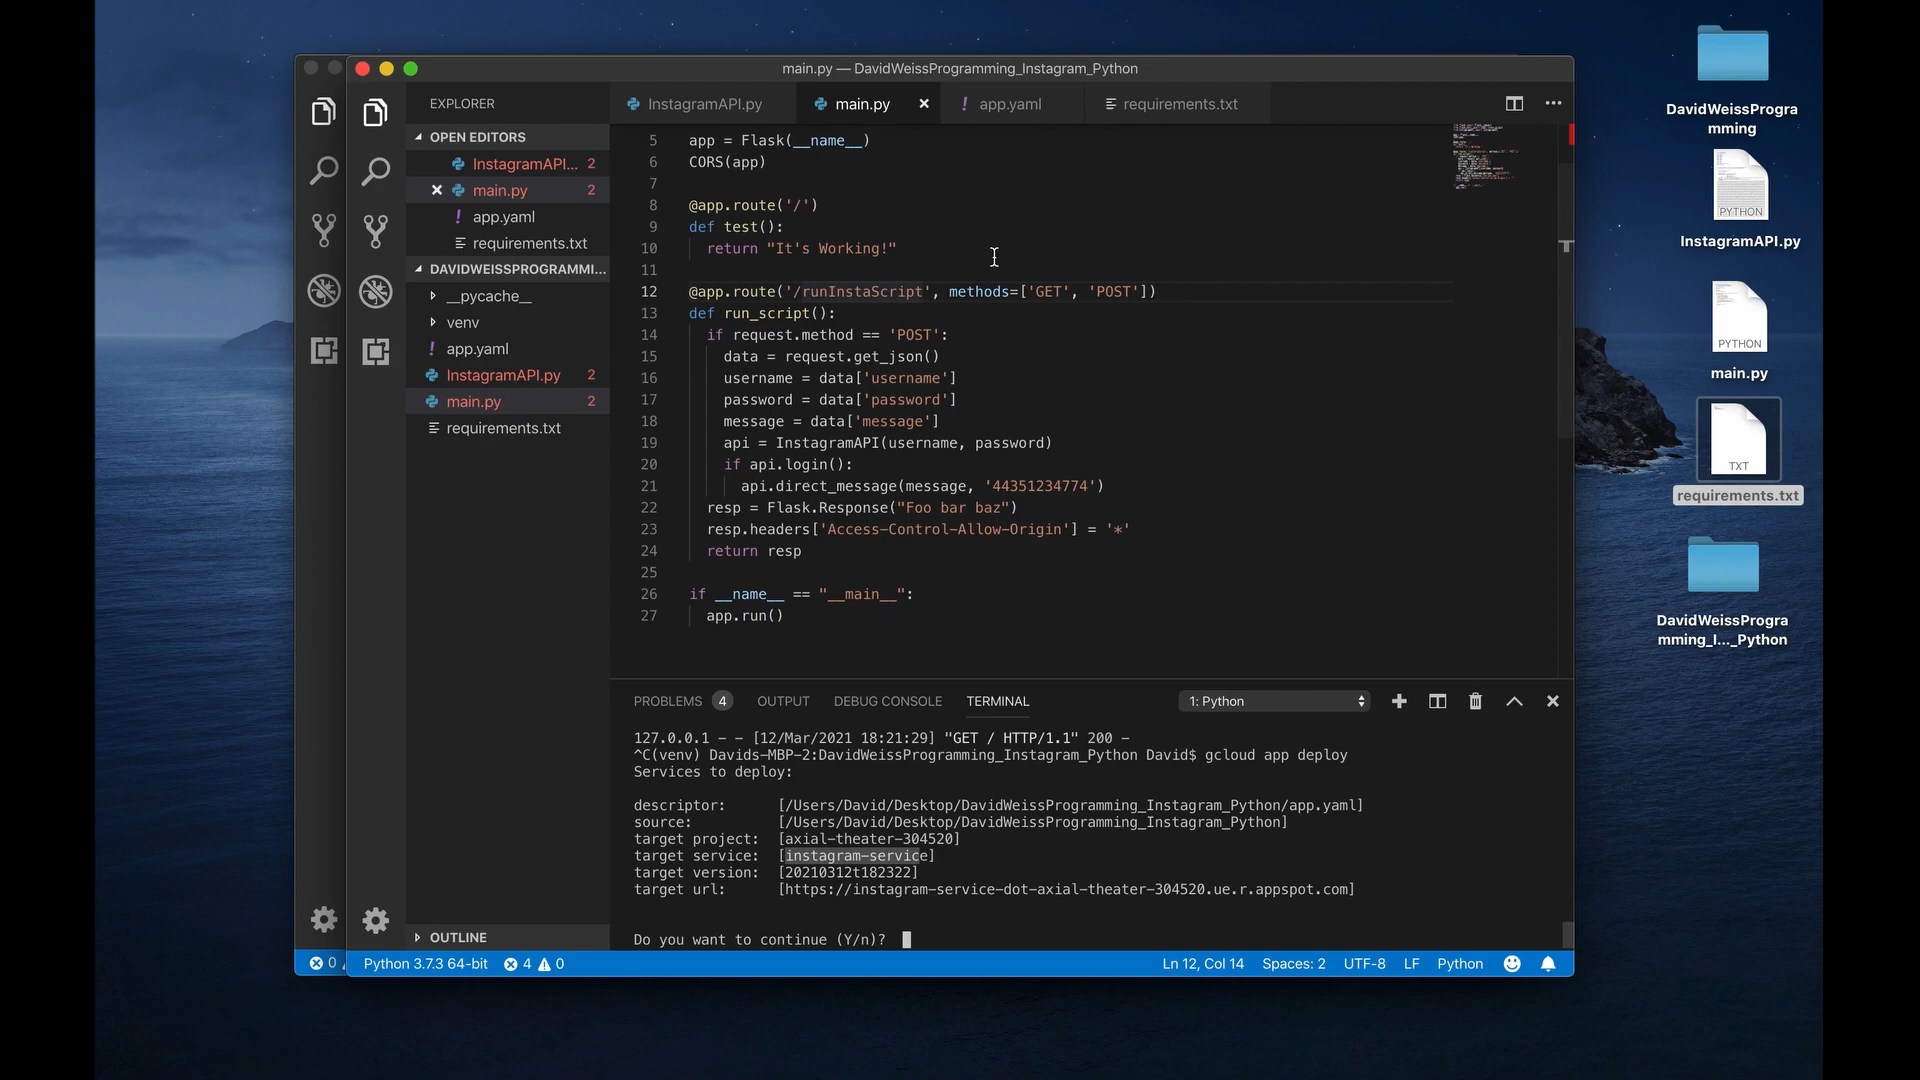 main.py — DavidWeissProgramming_Instagram_Python
EXPLORER
OPEN EDITORS
InstagramAPI... 2
main.py 2
app.yaml
requirements.txt
DAVIDWEISSPROGRAMMI...
__pycache__
venv
app.yaml
InstagramAPI.py 2
main.py 2
requirements.txt
OUTLINE
InstagramAPI.py
main.py
app.yaml
requirements.txt
5 app = Flask(__name__)
6 CORS(app)
7
8 @app.route('/')
9 def test():
10 return "It's Working!"
11
12 @app.route('/runInstaScript', methods=['GET', 'POST'])
13 def run_script():
14 if request.method == 'POST':
15 data = request.get_json()
16 username = data['username']
17 password = data['password']
18 message = data['message']
19 api = InstagramAPI(username, password)
20 if api.login():
21 api.direct_message(message, '44351234774')
22 resp = Flask.Response("Foo bar baz")
23 resp.headers['Access-Control-Allow-Origin'] = '*'
24 return resp
25
26 if __name__ == "__main__":
27 app.run()
PROBLEMS 4 OUTPUT DEBUG CONSOLE TERMINAL 1: Python
127.0.0.1 - - [12/Mar/2021 18:21:29] "GET / HTTP/1.1" 200 -
^C(venv) Davids-MBP-2:DavidWeissProgramming_Instagram_Python David$ gcloud app deploy
Services to deploy:
descriptor: [/Users/David/Desktop/DavidWeissProgramming_Instagram_Python/app.yaml]
source: [/Users/David/Desktop/DavidWeissProgramming_Instagram_Python]
target project: [axial-theater-304520]
target service: [instagram-service]
target version: [20210312t182322]
target url: [https://instagram-service-dot-axial-theater-304520.ue.r.appspot.com]
Do you want to continue (Y/n)?
0
Python 3.7.3 64-bit 4 0 Ln 12, Col 14 Spaces: 2 UTF-8 LF Python
DavidWeissProgra
mming
PYTHON
InstagramAPI.py
PYTHON
main.py
TXT
requirements.txt
DavidWeissProgra
mming_I..._Python